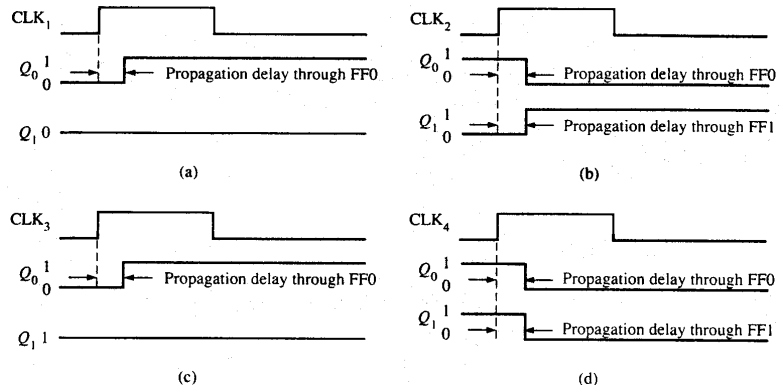 CLK1
Q0 1
0
Propagation delay through FF0
Q1 0
(a)
CLK2
Q0 1
0
Propagation delay through FF0
Q1 1
0
Propagation delay through FF1
(b)
CLK3
Q0 1
0
Propagation delay through FF0
Q1 1
(c)
CLK4
Q0 1
0
Propagation delay through FF0
Q1 1
0
Propagation delay through FF1
(d)